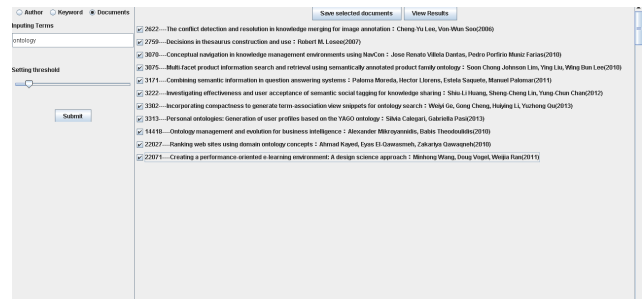 Author Keyword Documents
Inputing Terms
ontology
Setting threshold
Submit
Save selected documents View Results
2622----The conflict detection and resolution in knowledge merging for image annotation : Cheng-Yu Lee, Von-Wun Soo(2006)
2759----Decisions in thesaurus construction and use : Robert M. Losee(2007)
3070----Conceptual navigation in knowledge management environments using NavCon : Jose Renato Villela Dantas, Pedro Porfirio Muniz Farias(2010)
3075----Multi-facet product information search and retrieval using semantically annotated product family ontology : Soon Chong Johnson Lim, Ying Liu, Wing Bun Lee(2010)
3171----Combining semantic information in question answering systems : Paloma Moreda, Hector Llorens, Estela Saquete, Manuel Palomar(2011)
3222----Investigating effectiveness and user acceptance of semantic social tagging for knowledge sharing : Shiu-Li Huang, Sheng-Cheng Lin, Yung-Chun Chan(2012)
3302----Incorporating compactness to generate term-association view snippets for ontology search : Weiyi Ge, Gong Cheng, Huiying Li, Yuzhong Qu(2013)
3313----Personal ontologies: Generation of user profiles based on the YAGO ontology : Silvia Calegari, Gabriella Pasi(2013)
14418----Ontology management and evolution for business intelligence : Alexander Mikroyannidis, Babis Theodoulidis(2010)
22027----Ranking web sites using domain ontology concepts : Ahmad Kayed, Eyas El-Qawasmeh, Zakariya Qawaqneh(2010)
22071----Creating a performance-oriented e-learning environment: A design science approach : Minhong Wang, Doug Vogel, Weijia Ran(2011)